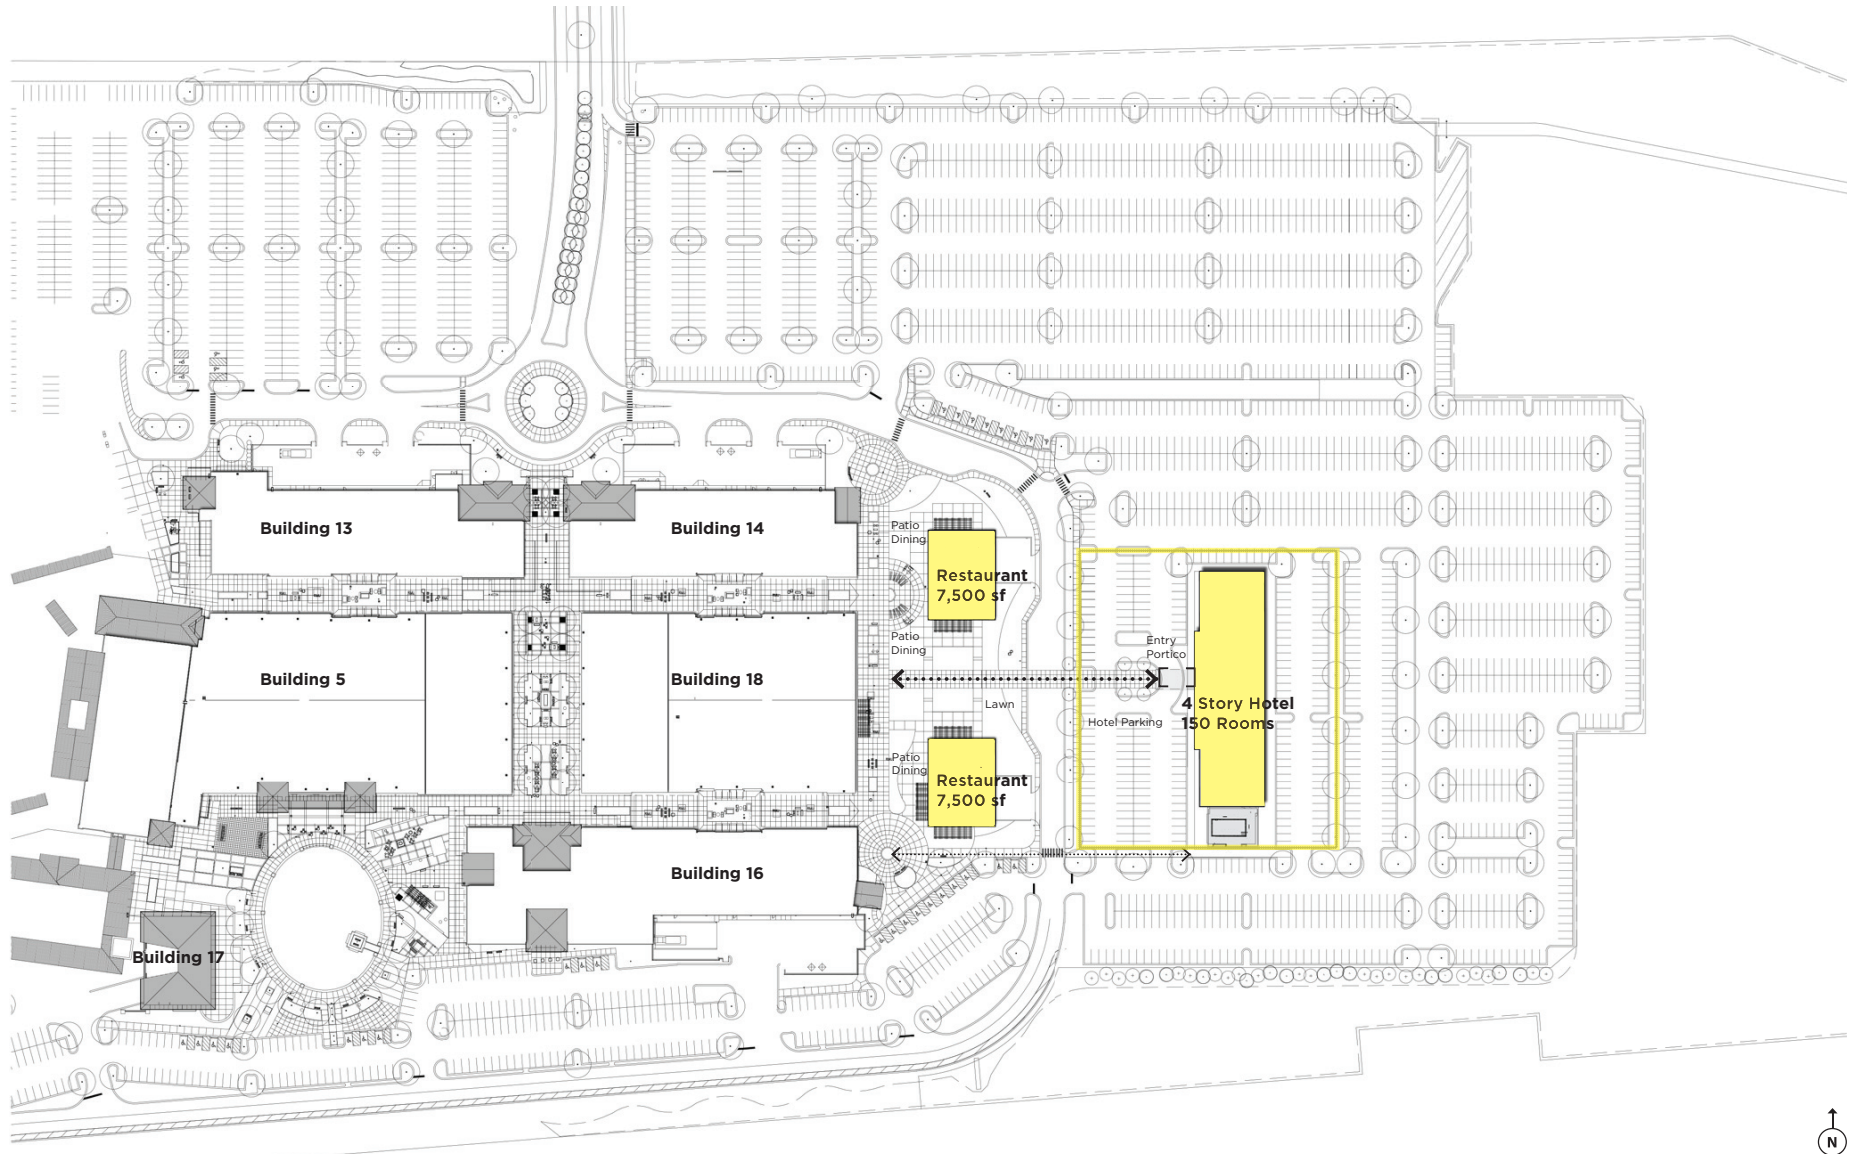 Building 13
Building 14
Patio
Dining
Restaurant
7,500 sf
Patio
Dining
Entry
Portico
Building 5
Building 18
Lawn
4 Story Hotel
150 Rooms
Hotel Parking
Patio
Dining
Restaurant
7,500 sf
Building 16
Building 17
N